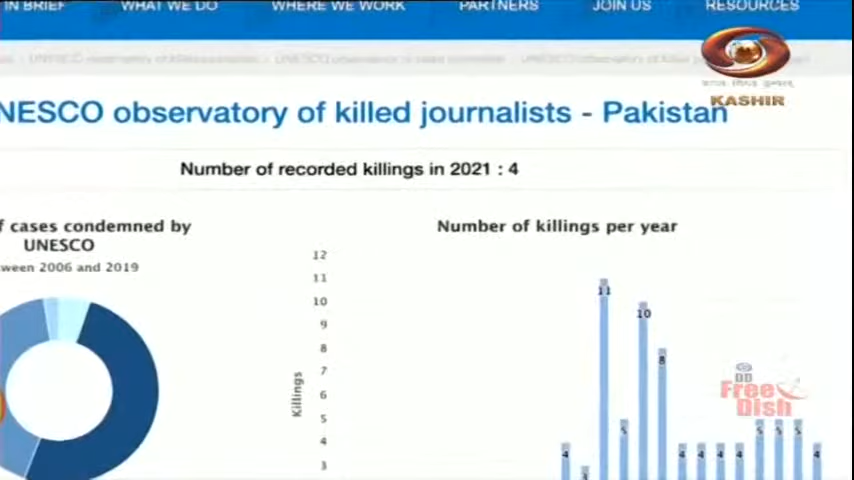 IN BRIEF WHAT WE DO WHERE WE WORK PARTNERS JOIN US RESOURCES
KASHIR
NESCO observatory of killed journalists - Pakistan
Number of recorded killings in 2021 : 4
f cases condemned by
UNESCO
ween 2006 and 2019
Number of killings per year
12
11
10
9
8
7
6
5
4
3
Killings
4
11
5
10
8
4
4
4
4
5
5
5
4
DD
Free
Dish